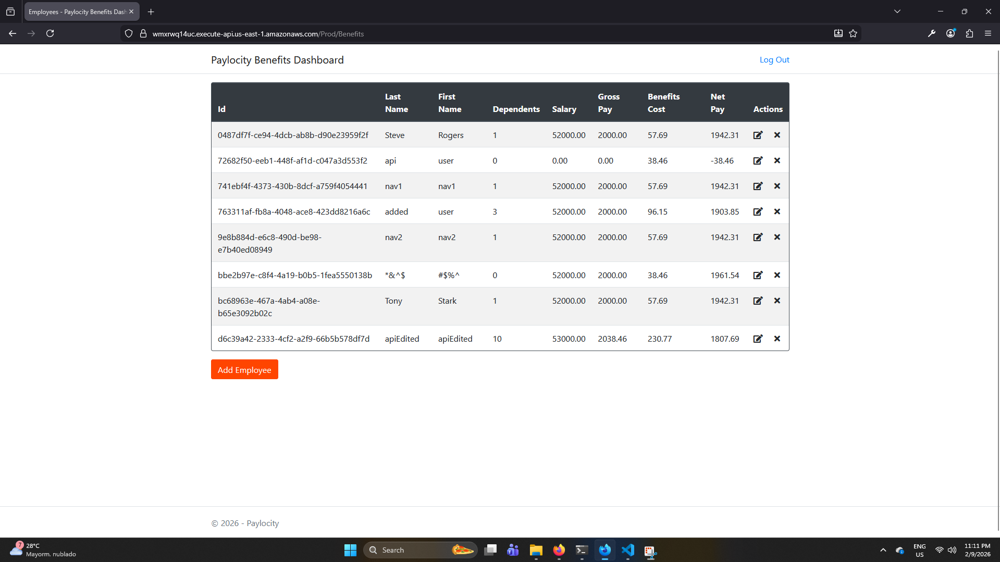 Employees - Paylocity Benefits Dash
wmxrwq14uc.execute-api.us-east-1.amazonaws.com/Prod/Benefits
Paylocity Benefits Dashboard
Log Out
Id Last Name First Name Dependents Salary Gross Pay Benefits Cost Net Pay Actions
0487df7f-ce94-4dcb-ab8b-d90e23959f2f Steve Rogers 1 52000.00 2000.00 57.69 1942.31
72682f50-eeb1-448f-af1d-c047a3d553f2 api user 0 0.00 0.00 38.46 -38.46
741ebf4f-4373-430b-8dcf-a759f4054441 nav1 nav1 1 52000.00 2000.00 57.69 1942.31
763311af-fb8a-4048-ace8-423dd8216a6c added user 3 52000.00 2000.00 96.15 1903.85
9e8b884d-e6c8-490d-be98- nav2 nav2 1 52000.00 2000.00 57.69 1942.31
e7b40ed08949
bbe2b97e-c8f4-4a19-b0b5-1fea5550138b *&^$ #$%^ 0 52000.00 2000.00 38.46 1961.54
bc68963e-467a-4ab4-a08e- Tony Stark 1 52000.00 2000.00 57.69 1942.31
b65e3092b02c
d6c39a42-2333-4cf2-a2f9-66b5b578df7d apiEdited apiEdited 10 53000.00 2038.46 230.77 1807.69
Add Employee
© 2026 - Paylocity
7
28°C
Mayorm. nublado
Search
ENG
US
11:11 PM
2/9/2026